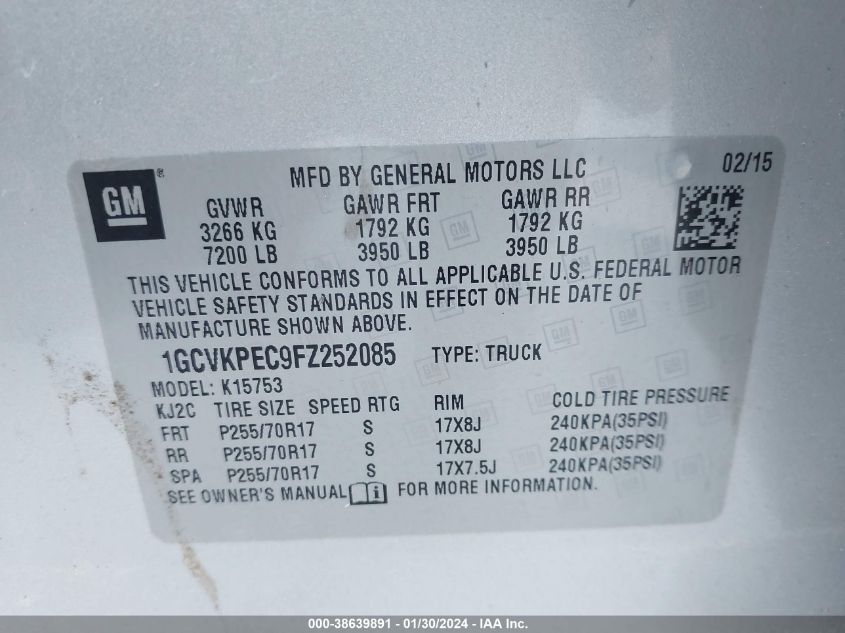 GM
MFD BY GENERAL MOTORS LLC
02/15
GVWR GAWR FRT GAWR RR
3266 KG 1792 KG 1792 KG
7200 LB 3950 LB 3950 LB
THIS VEHICLE CONFORMS TO ALL APPLICABLE U.S. FEDERAL MOTOR
VEHICLE SAFETY STANDARDS IN EFFECT ON THE DATE OF
MANUFACTURE SHOWN ABOVE.
1GCVKPEC9FZ252085 TYPE: TRUCK
MODEL: K15753
KJ2C TIRE SIZE SPEED RTG RIM COLD TIRE PRESSURE
FRT P255/70R17 S 17X8J 240KPA(35PSI)
RR P255/70R17 S 17X8J 240KPA(35PSI)
SPA P255/70R17 S 17X7.5J 240KPA(35PSI)
SEE OWNER'S MANUAL FOR MORE INFORMATION.
000-38639891 - 01/30/2024 - IAA Inc.